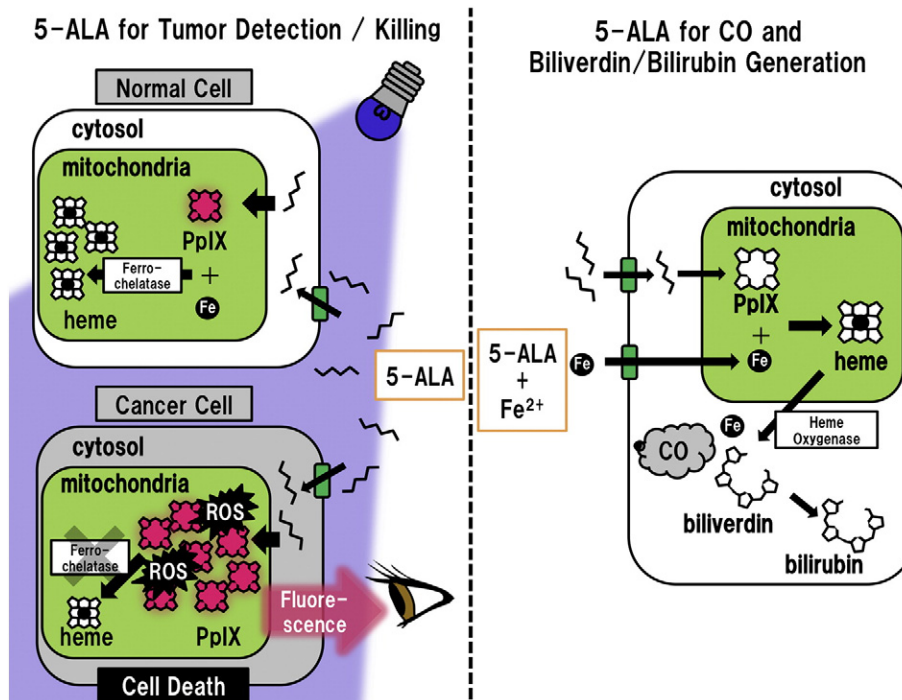 5-ALA for Tumor Detection / Killing
Normal Cell
cytosol
mitochondria
PpIX
Ferro-
chelatase
+
Fe
heme
5-ALA
Cancer Cell
cytosol
mitochondria
ROS
Ferro-
chelatase
ROS
heme
PpIX
Fluore-
scence
Cell Death
5-ALA for CO and
Biliverdin/Bilirubin Generation
cytosol
mitochondria
PpIX
+
Fe
heme
5-ALA
+
Fe²⁺
Fe
Heme
Oxygenase
Fe
CO
biliverdin
bilirubin